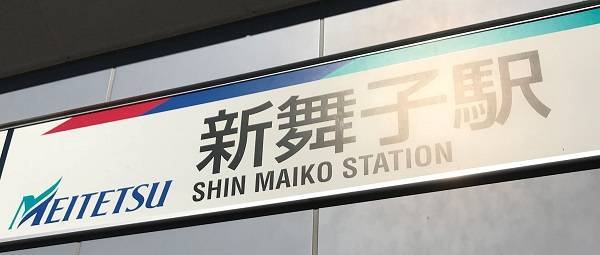 新舞子駅
MEITETSU
SHIN MAIKO STATION